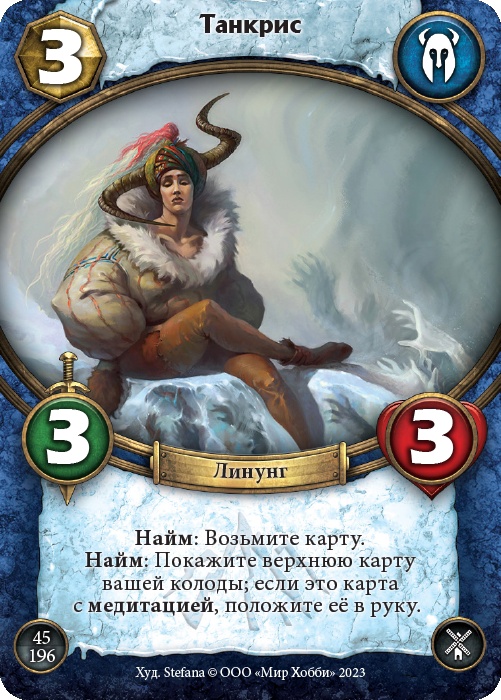 Танкрис
3
3
3
Линунг
Найм: Возьмите карту.
Найм: Покажите верхнюю карту
вашей колоды; если это карта
с медитацией, положите её в руку.
45
196
Худ. Stefana © ООО «Мир Хобби» 2023